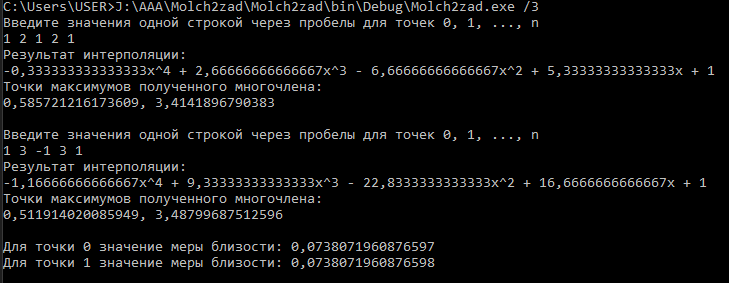 C:\Users\USER>J:\AAA\Molch2zad\Molch2zad\bin\Debug\Molch2zad.exe /3
Введите значения одной строкой через пробелы для точек 0, 1, ..., n
1 2 1 2 1
Результат интерполяции:
-0,333333333333333x^4 + 2,66666666666667x^3 - 6,66666666666667x^2 + 5,33333333333333x + 1
Точки максимумов полученного многочлена:
0,585721216173609, 3,4141896790383
Введите значения одной строкой через пробелы для точек 0, 1, ..., n
1 3 -1 3 1
Результат интерполяции:
-1,16666666666667x^4 + 9,33333333333333x^3 - 22,8333333333333x^2 + 16,6666666666667x + 1
Точки максимумов полученного многочлена:
0,511914020085949, 3,48799687512596
Для точки 0 значение меры близости: 0,0738071960876597
Для точки 1 значение меры близости: 0,0738071960876598